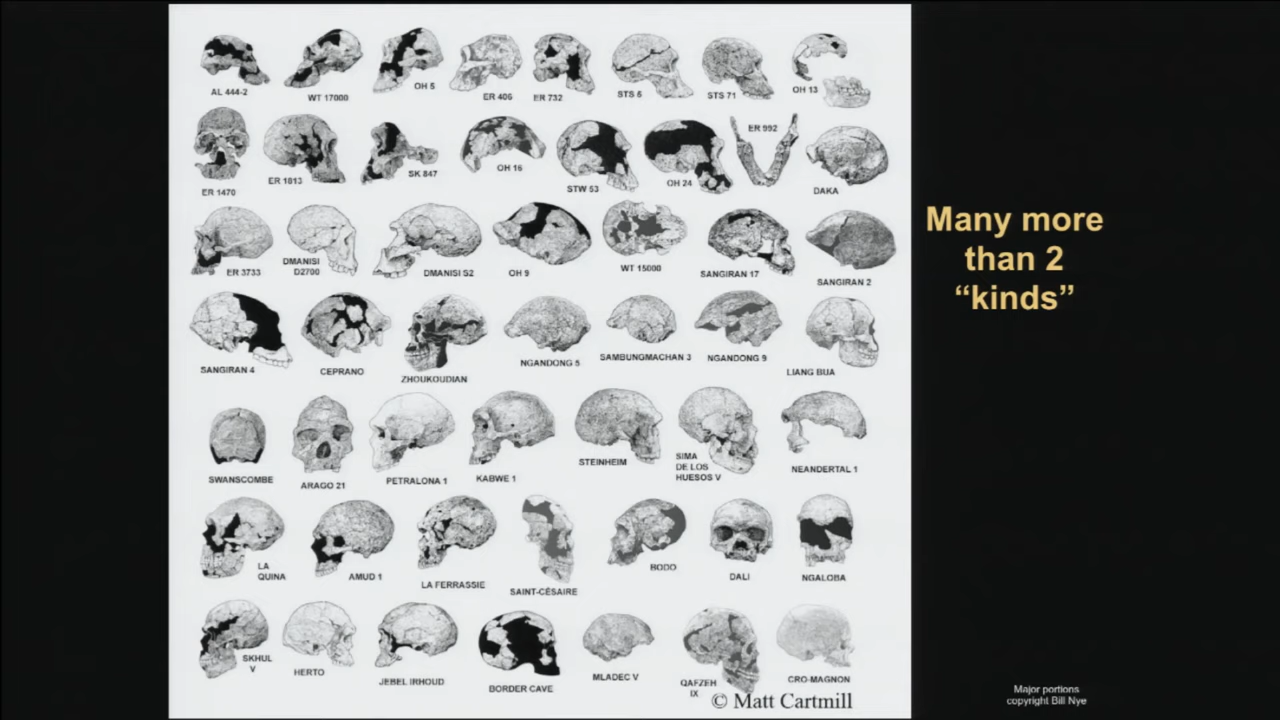 AL 444-2
WT 17000
OH 5
ER 406
ER 732
STS 5
STS 71
OH 13
ER 1470
ER 1813
SK 847
OH 16
STW 53
OH 24
ER 992
DAKA
ER 3733
DMANISI
D2700
DMANISI S2
OH 9
WT 15000
SANGIRAN 17
SANGIRAN 2
SANGIRAN 4
CEPRANO
ZHOUKOUDIAN
NGANDONG 5
SAMBUNGMACHAN 3
NGANDONG 9
LIANG BUA
SWANSCOMBE
ARAGO 21
PETRALONA 1
KABWE 1
STEINHEIM
SIMA
DE LOS
HUESOS V
NEANDERTAL 1
LA
QUINA
AMUD 1
LA FERRASSIE
SAINT-CÉSAIRE
BODO
DALI
NGALOBA
SKHUL
V
HERTO
JEBEL IRHOUD
BORDER CAVE
MLADEC V
QAFZEH
IX
CRO-MAGNON
© Matt Cartmill
Many more
than 2
“kinds”
Major portions
copyright Bill Nye